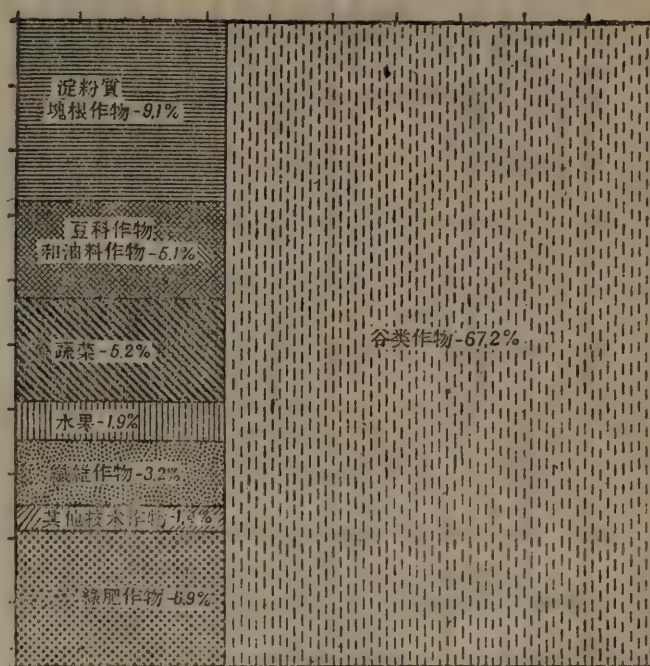 淀粉質
塊根作物-9.1%
豆科作物
和油料作物-5.1%
蔬菜-5.2%
谷类作物-67.2%
水果-1.9%
纖維作物-3.2%
其他技术作物
綠肥作物-6.9%